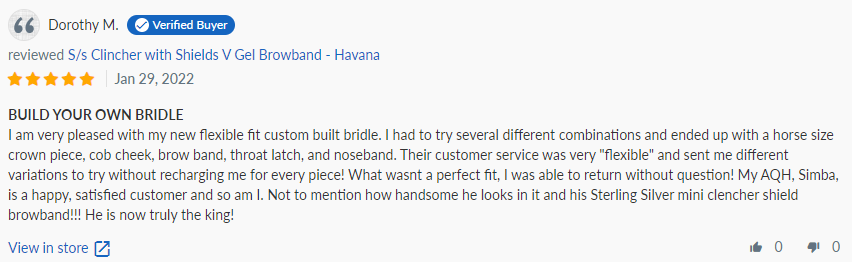 Dorothy M. Verified Buyer
reviewed S/s Clincher with Shields V Gel Browband - Havana
Jan 29, 2022
BUILD YOUR OWN BRIDLE
I am very pleased with my new flexible fit custom built bridle. I had to try several different combinations and ended up with a horse size
crown piece, cob cheek, brow band, throat latch, and noseband. Their customer service was very "flexible" and sent me different
variations to try without recharging me for every piece! What wasnt a perfect fit, I was able to return without question! My AQH, Simba,
is a happy, satisfied customer and so am I. Not to mention how handsome he looks in it and his Sterling Silver mini clencher shield
browband!!! He is now truly the king!
View in store 0 0